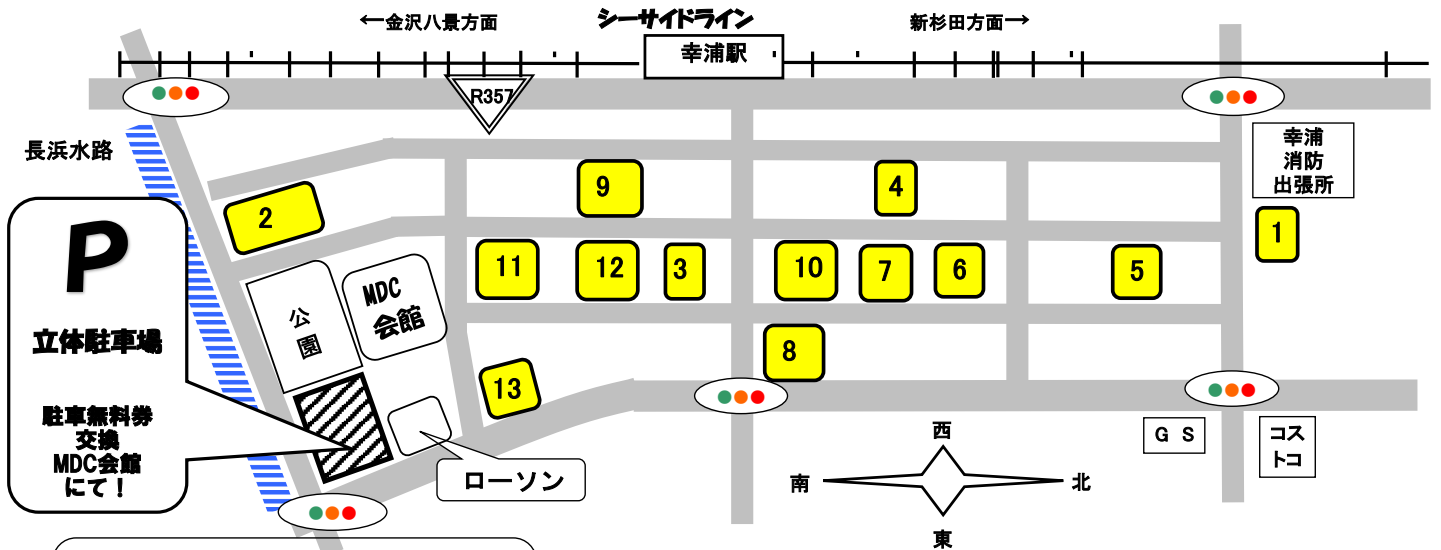 ←金沢八景方面
シーサイドライン
新杉田方面→
幸浦駅
R357
長浜水路
幸浦
消防
出張所
9
4
2
1
P
立体駐車場
駐車無料券
交換
MDC会館
にて！
公
園
MDC
会館
11
12
3
10
7
6
5
8
13
ローソン
西
南
北
東
G S
コス
トコ